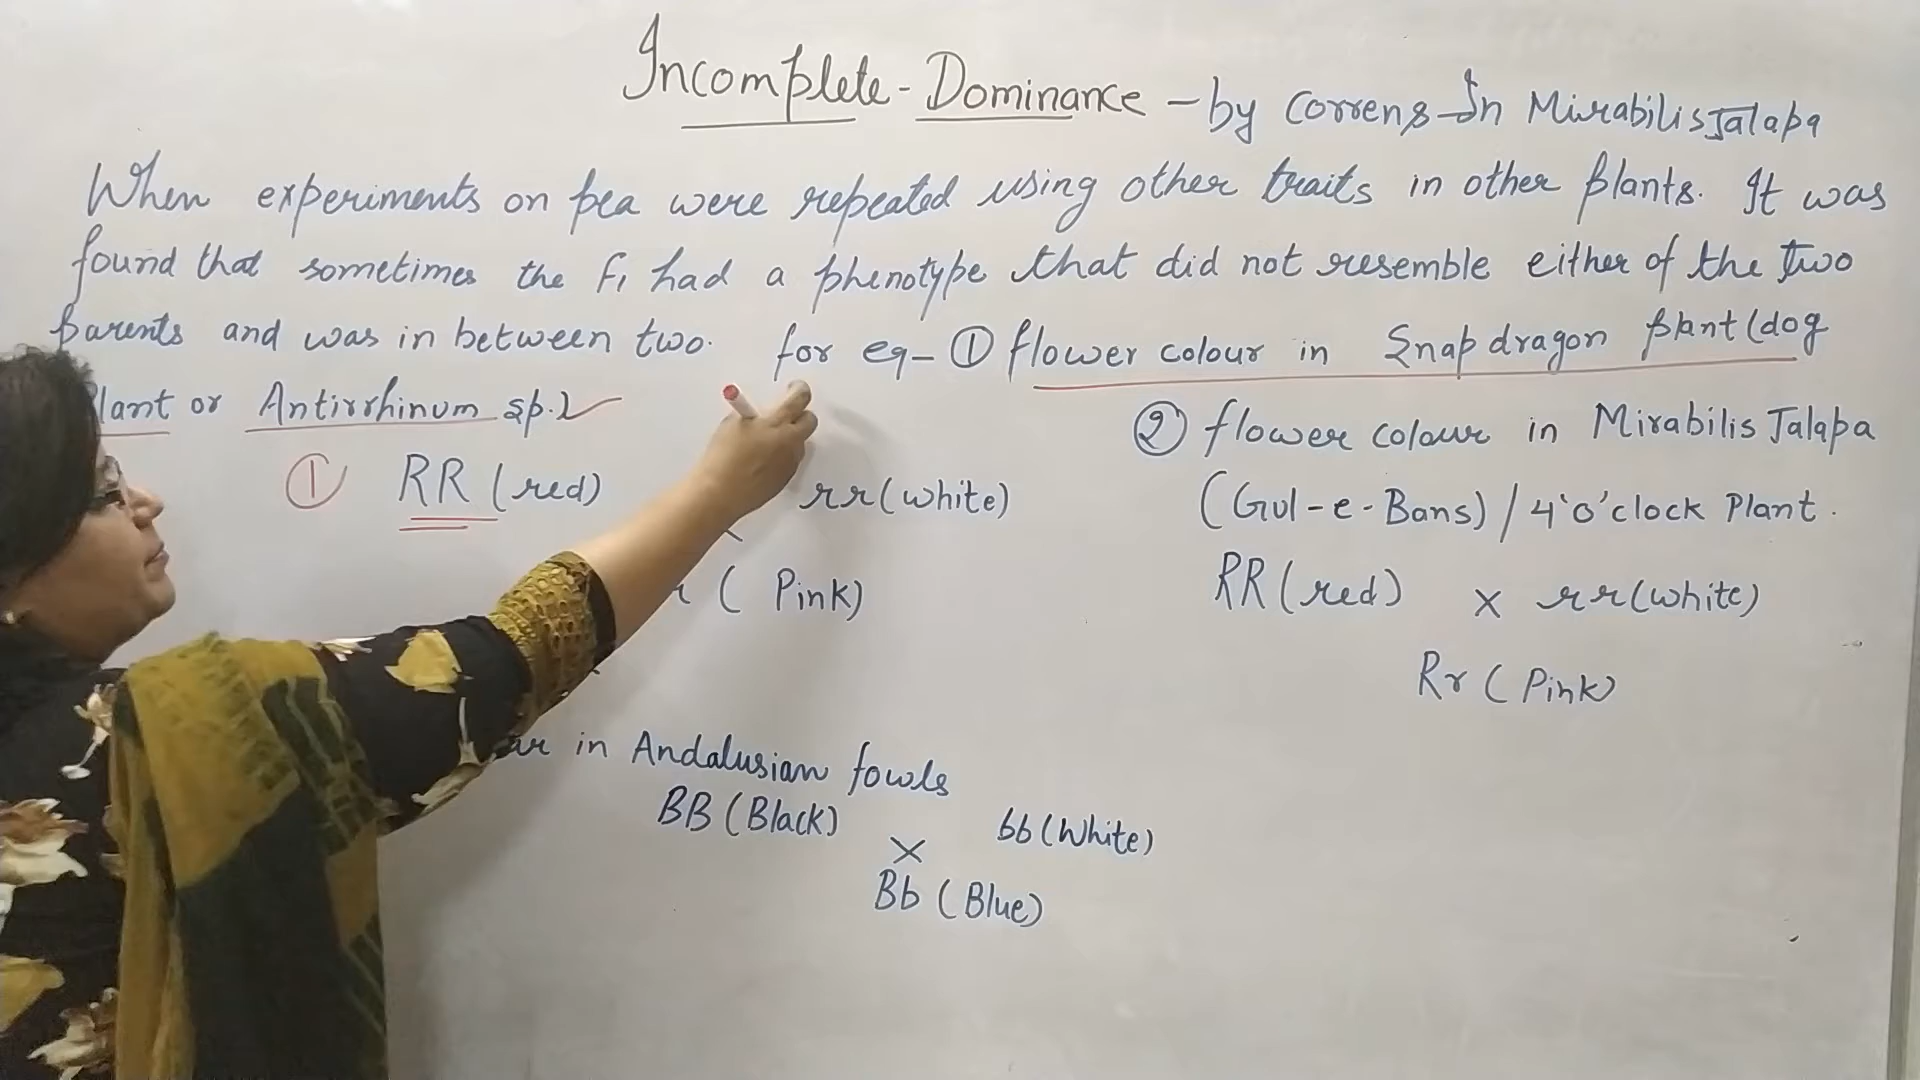 Incomplete - Dominance - by Correns In Mirabilis Jalapa
When experiments on pea were repeated using other traits in other plants. It was
found that sometimes the F1 had a phenotype that did not resemble either of the two
parents and was in between two. for eg- ① flower colour in Snapdragon plant (dog
lant or Antirrhinum sp.)
① RR (red) rr (white)
( Pink)
② flower colour in Mirabilis Jalapa
(Gul-e-Bans) / 4'o'clock Plant.
RR (red) x rr (white)
Rr ( Pink)
in Andalusian fowls
BB (Black) x bb (White)
Bb (Blue)